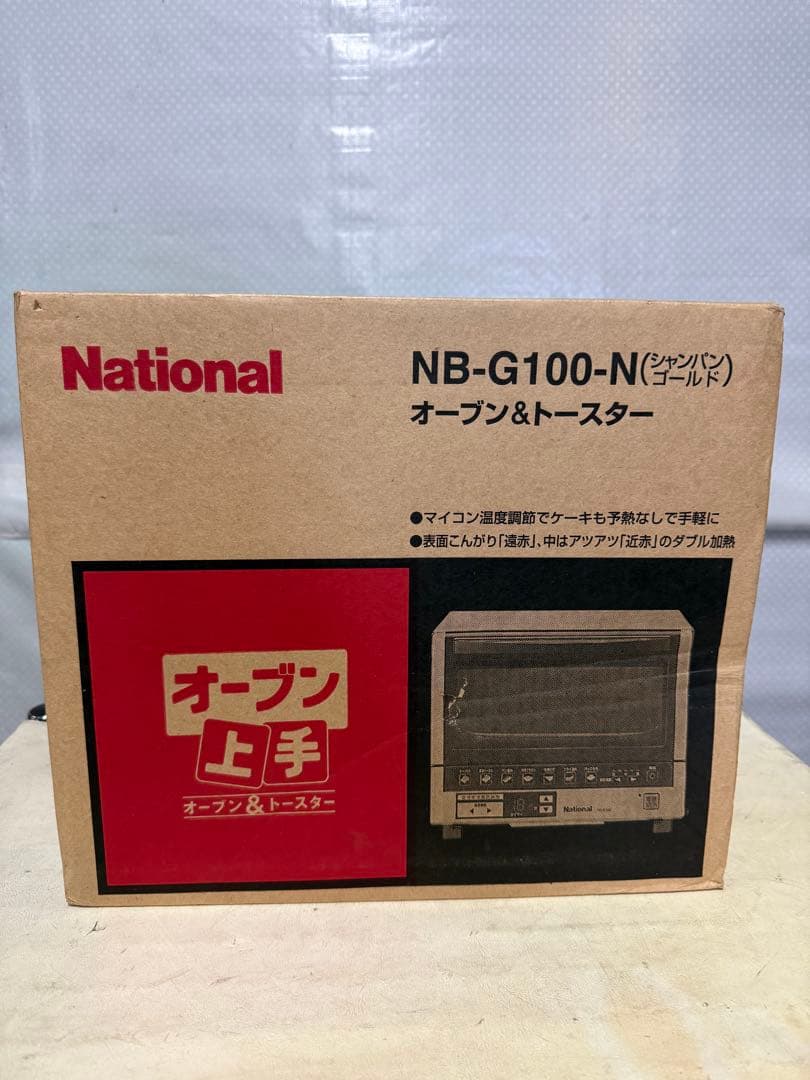 National
NB-G100-N(シャンパンゴールド)
オーブン&トースター
●マイコン温度調節でケーキも予熱なしで手軽に
●表面こんがり「遠赤」、中はアツアツ「近赤」のダブル加熱
オーブン
上手
オーブン&トースター
National